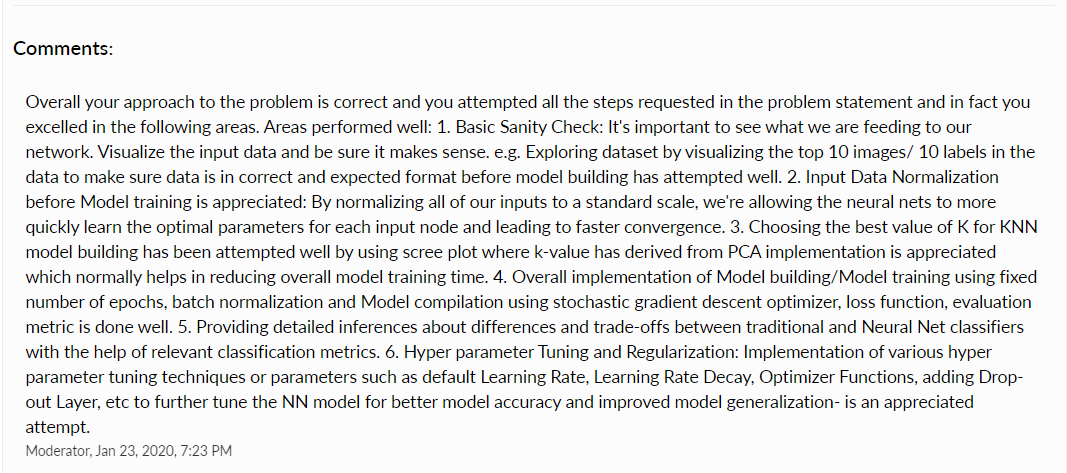 Comments:
Overall your approach to the problem is correct and you attempted all the steps requested in the problem statement and in fact you
excelled in the following areas. Areas performed well: 1. Basic Sanity Check: It's important to see what we are feeding to our
network. Visualize the input data and be sure it makes sense. e.g. Exploring dataset by visualizing the top 10 images/ 10 labels in the
data to make sure data is in correct and expected format before model building has attempted well. 2. Input Data Normalization
before Model training is appreciated: By normalizing all of our inputs to a standard scale, we're allowing the neural nets to more
quickly learn the optimal parameters for each input node and leading to faster convergence. 3. Choosing the best value of K for KNN
model building has been attempted well by using scree plot where k-value has derived from PCA implementation is appreciated
which normally helps in reducing overall model training time. 4. Overall implementation of Model building/Model training using fixed
number of epochs, batch normalization and Model compilation using stochastic gradient descent optimizer, loss function, evaluation
metric is done well. 5. Providing detailed inferences about differences and trade-offs between traditional and Neural Net classifiers
with the help of relevant classification metrics. 6. Hyper parameter Tuning and Regularization: Implementation of various hyper
parameter tuning techniques or parameters such as default Learning Rate, Learning Rate Decay, Optimizer Functions, adding Drop-
out Layer, etc to further tune the NN model for better model accuracy and improved model generalization- is an appreciated
attempt.
Moderator, Jan 23, 2020, 7:23 PM